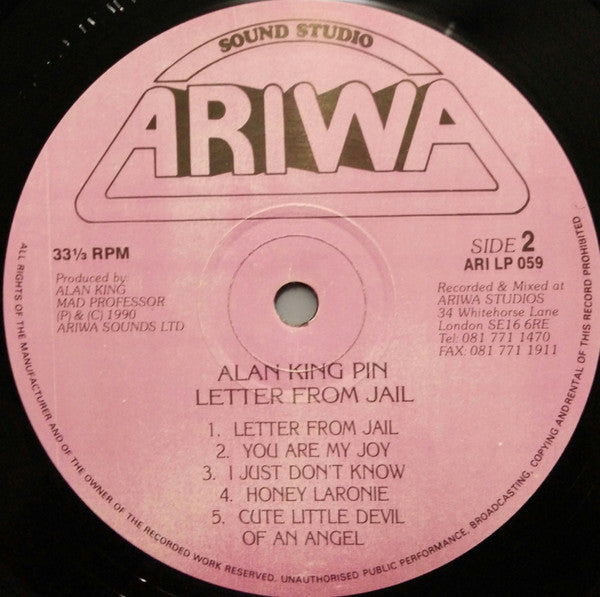 SOUND STUDIO
ARIWA
33⅓ RPM
Produced by:
ALAN KING
MAD PROFESSOR
(P) & (C) 1990
ARIWA SOUNDS LTD
SIDE 2
ARI LP 059
Recorded & Mixed at
ARIWA STUDIOS
34 Whitehorse Lane
London SE16 6RE
Tel: 081 771 1470
FAX: 081 771 1911
ALAN KING PIN
LETTER FROM JAIL
1. LETTER FROM JAIL
2. YOU ARE MY JOY
3. I JUST DON'T KNOW
4. HONEY LARONIE
5. CUTE LITTLE DEVIL
OF AN ANGEL
ALL RIGHTS OF THE MANUFACTURER AND OF THE OWNER OF THE RECORDED WORK RESERVED. UNAUTHORISED PUBLIC PERFORMANCE, BROADCASTING, COPYING AND RENTAL OF THIS RECORD PROHIBITED